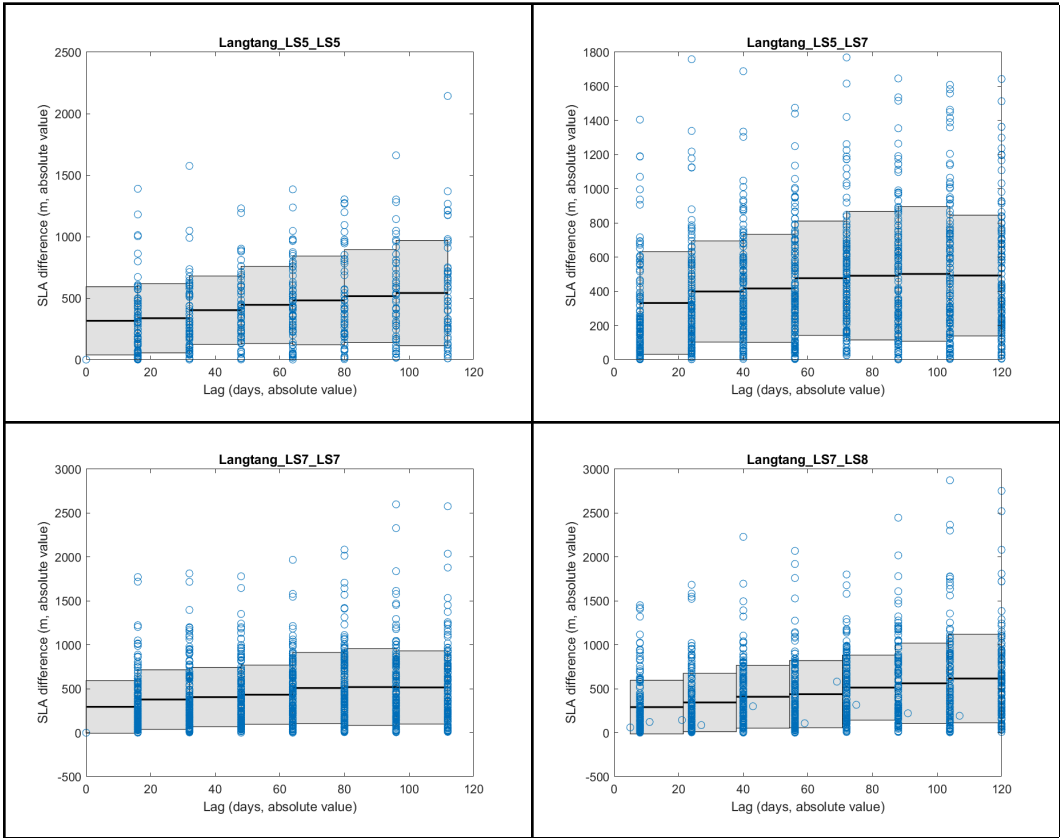 Langtang_LS5_LS5
2500
2000
1500
1000
500
0
SLA difference (m, absolute value)
0 20 40 60 80 100 120
Lag (days, absolute value)
Langtang_LS5_LS7
1800
1600
1400
1200
1000
800
600
400
200
0
SLA difference (m, absolute value)
0 20 40 60 80 100 120
Lag (days, absolute value)
Langtang_LS7_LS7
3000
2500
2000
1500
1000
500
0
-500
SLA difference (m, absolute value)
0 20 40 60 80 100 120
Lag (days, absolute value)
Langtang_LS7_LS8
3000
2500
2000
1500
1000
500
0
-500
SLA difference (m, absolute value)
0 20 40 60 80 100 120
Lag (days, absolute value)